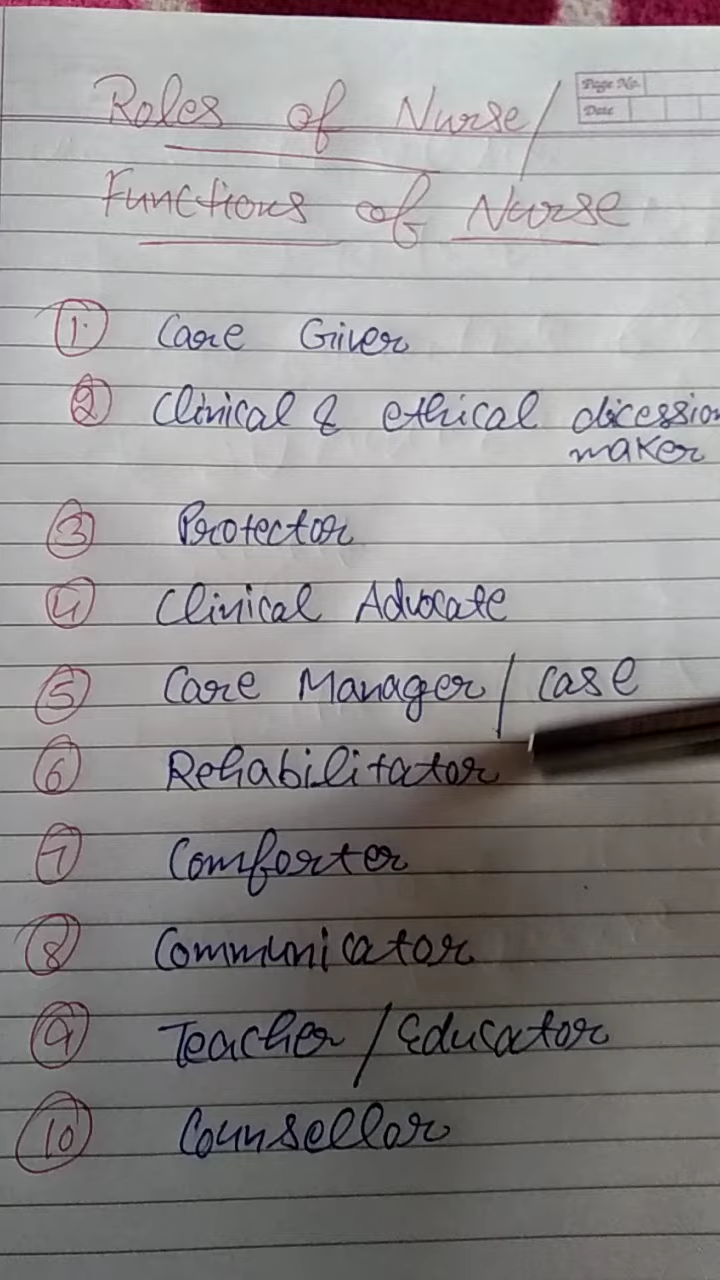 Page No.
Date
Roles of Nurse/
Functions of Nurse
1. Care Giver
2 Clinical & ethical dicession
maker
3 Protector
4 Clinical Advocate
5 Care Manager / case
6 Rehabilitator
7 Comforter
8 Communicator
9 Teacher / Educator
10 Counsellor